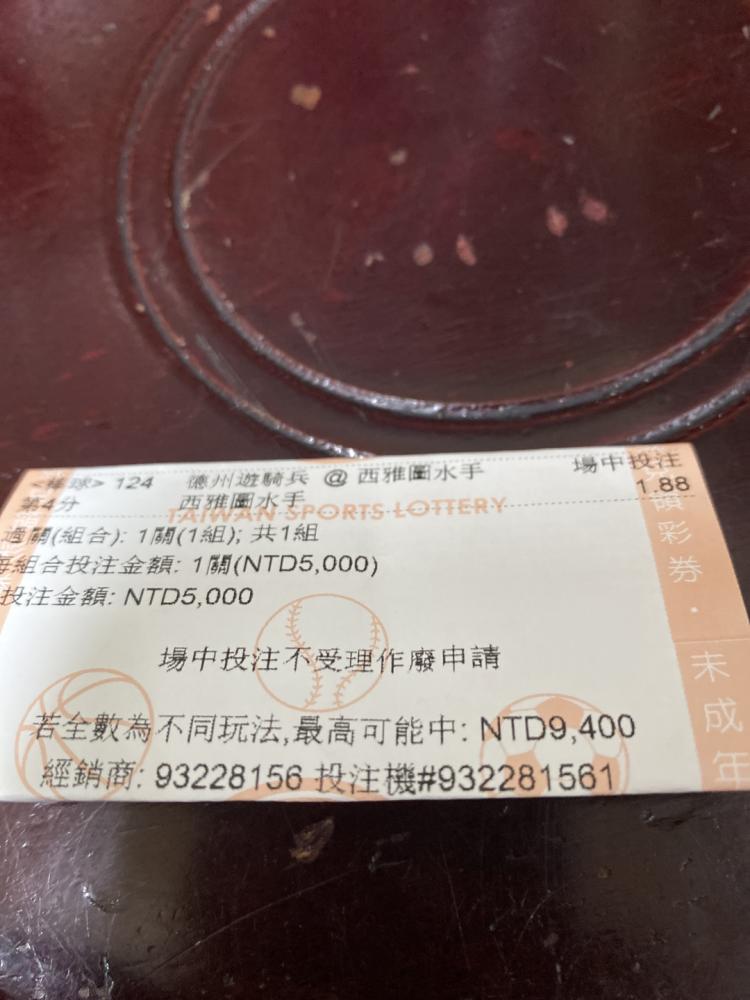 <棒球> 124 德州遊騎兵 @ 西雅圖水手 場中投注
第4分 西雅圖水手 1.88
TAIWAN SPORTS LOTTERY
過關(組合): 1關(1組); 共1組
每組合投注金額: 1關(NTD5,000)
投注金額: NTD5,000
場中投注不受理作廢申請
若全數為不同玩法,最高可能中: NTD9,400
經銷商: 93228156 投注機#932281561
領彩券．未成年